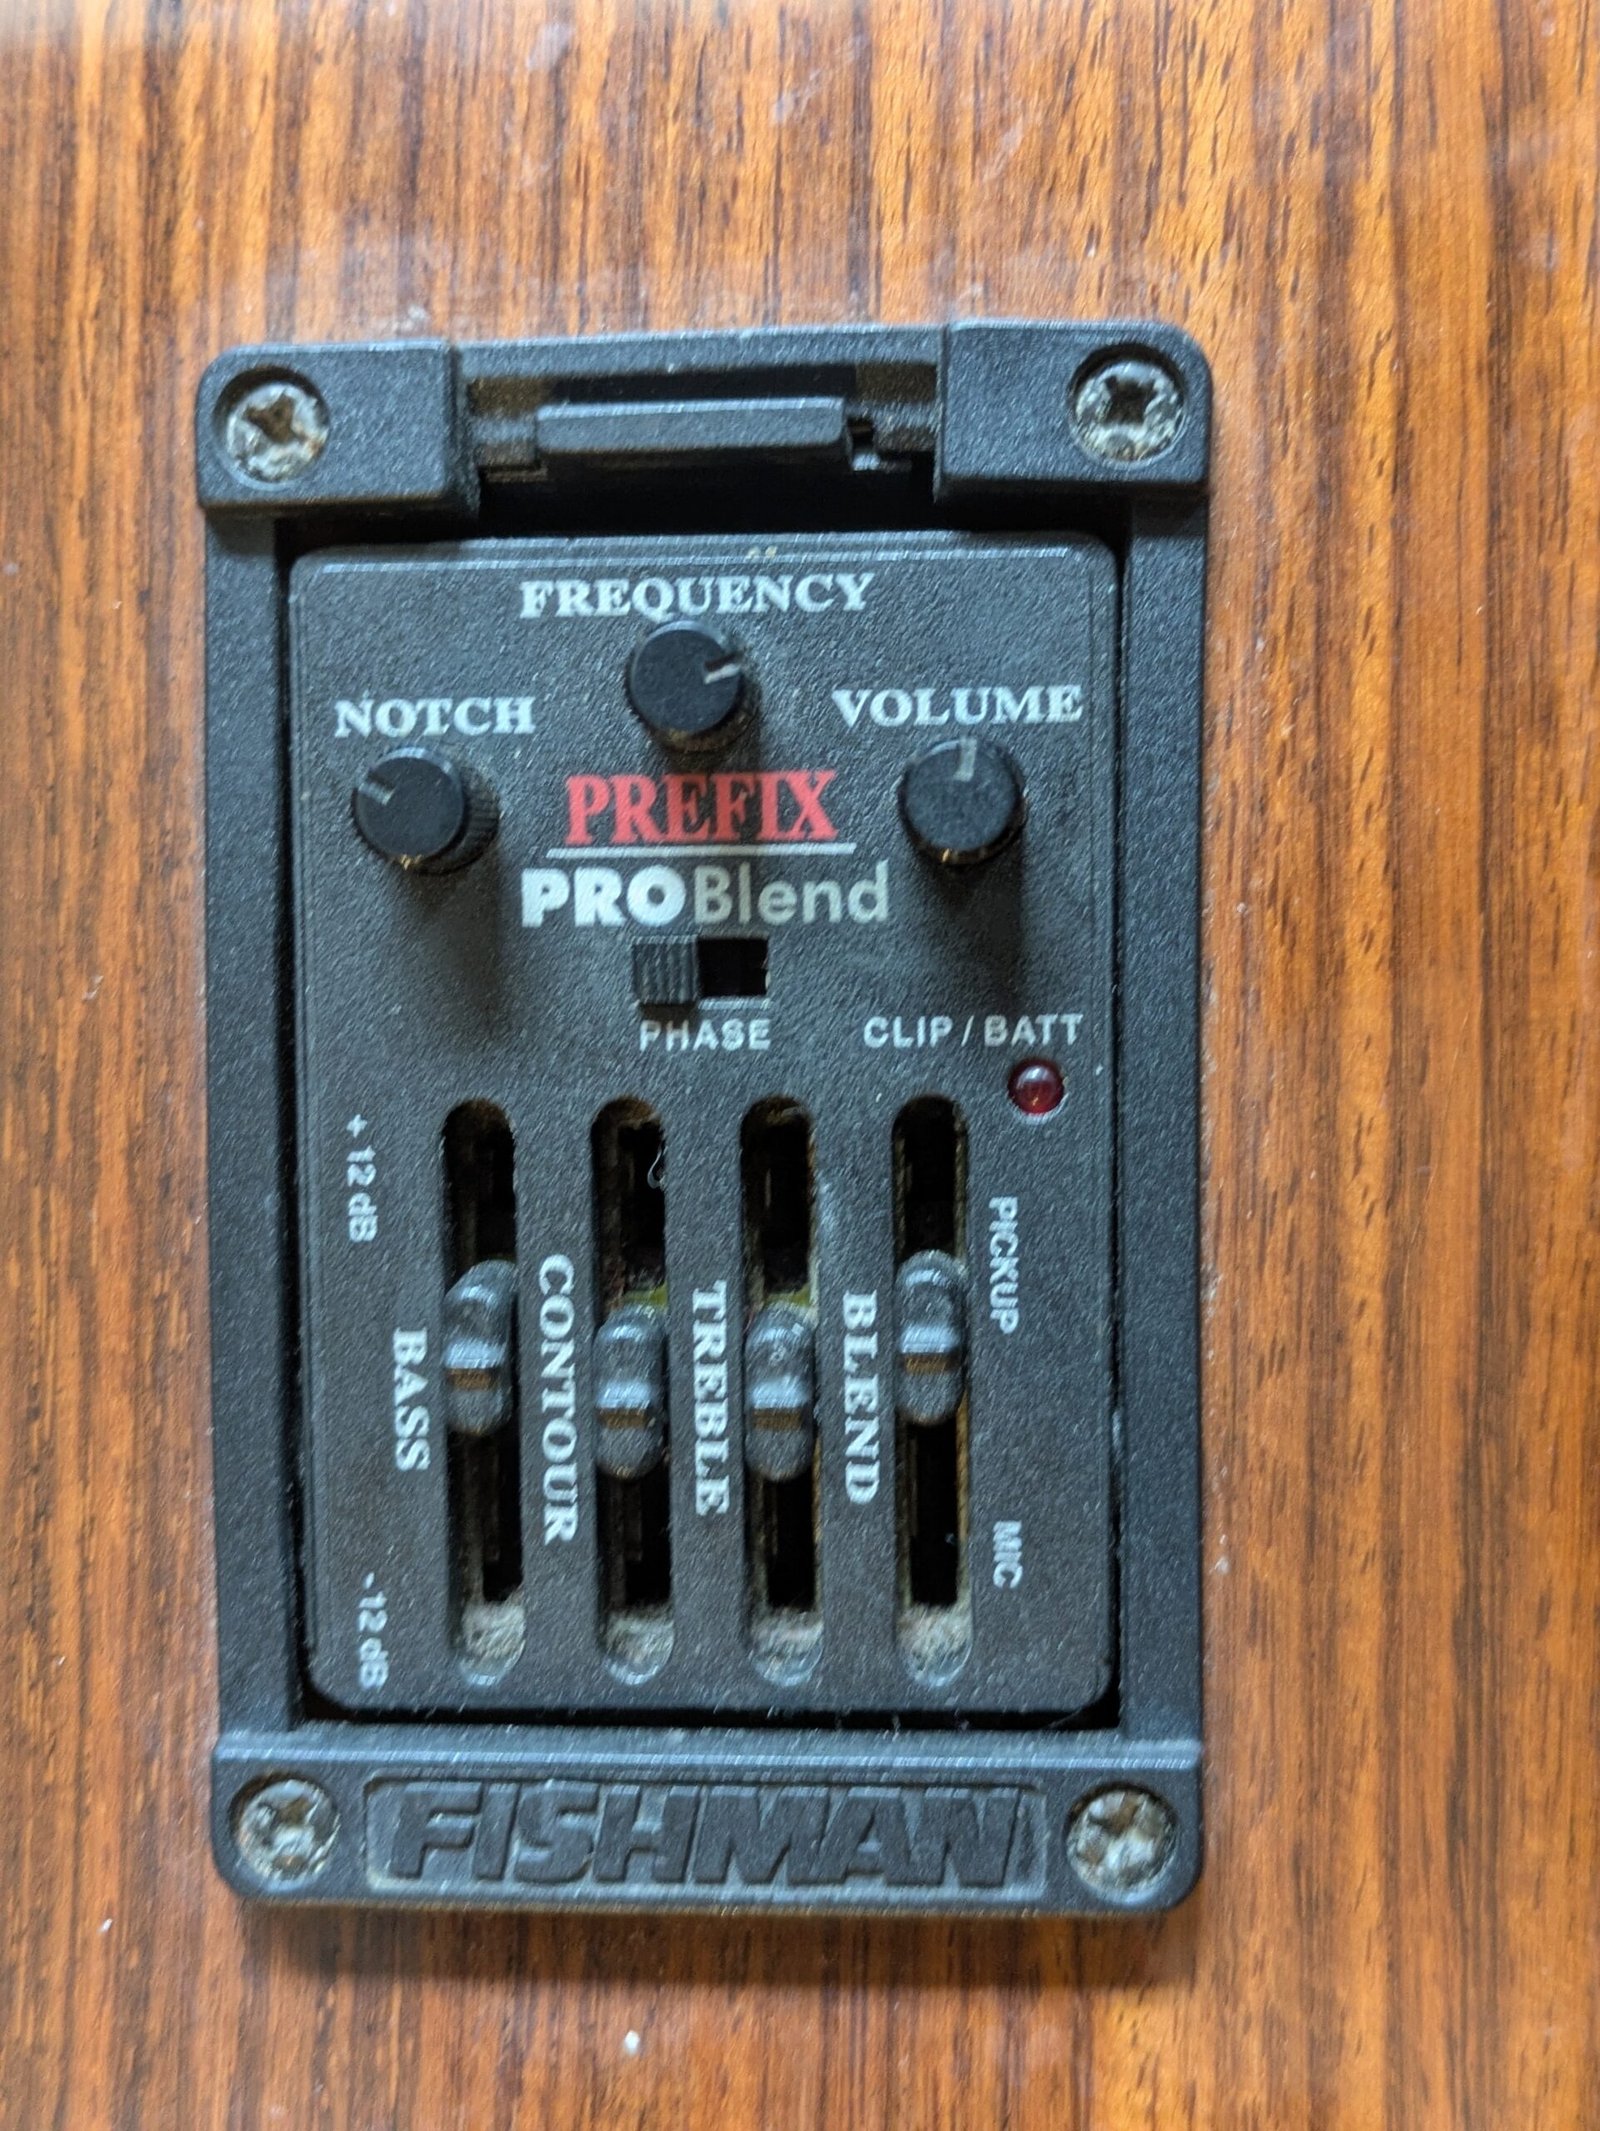 FREQUENCY
NOTCH
VOLUME
PREFIX
PROBlend
PHASE
CLIP / BATT
+12dB
-12dB
BASS
CONTOUR
TREBLE
BLEND
PICKUP
MIC
FISHMAN